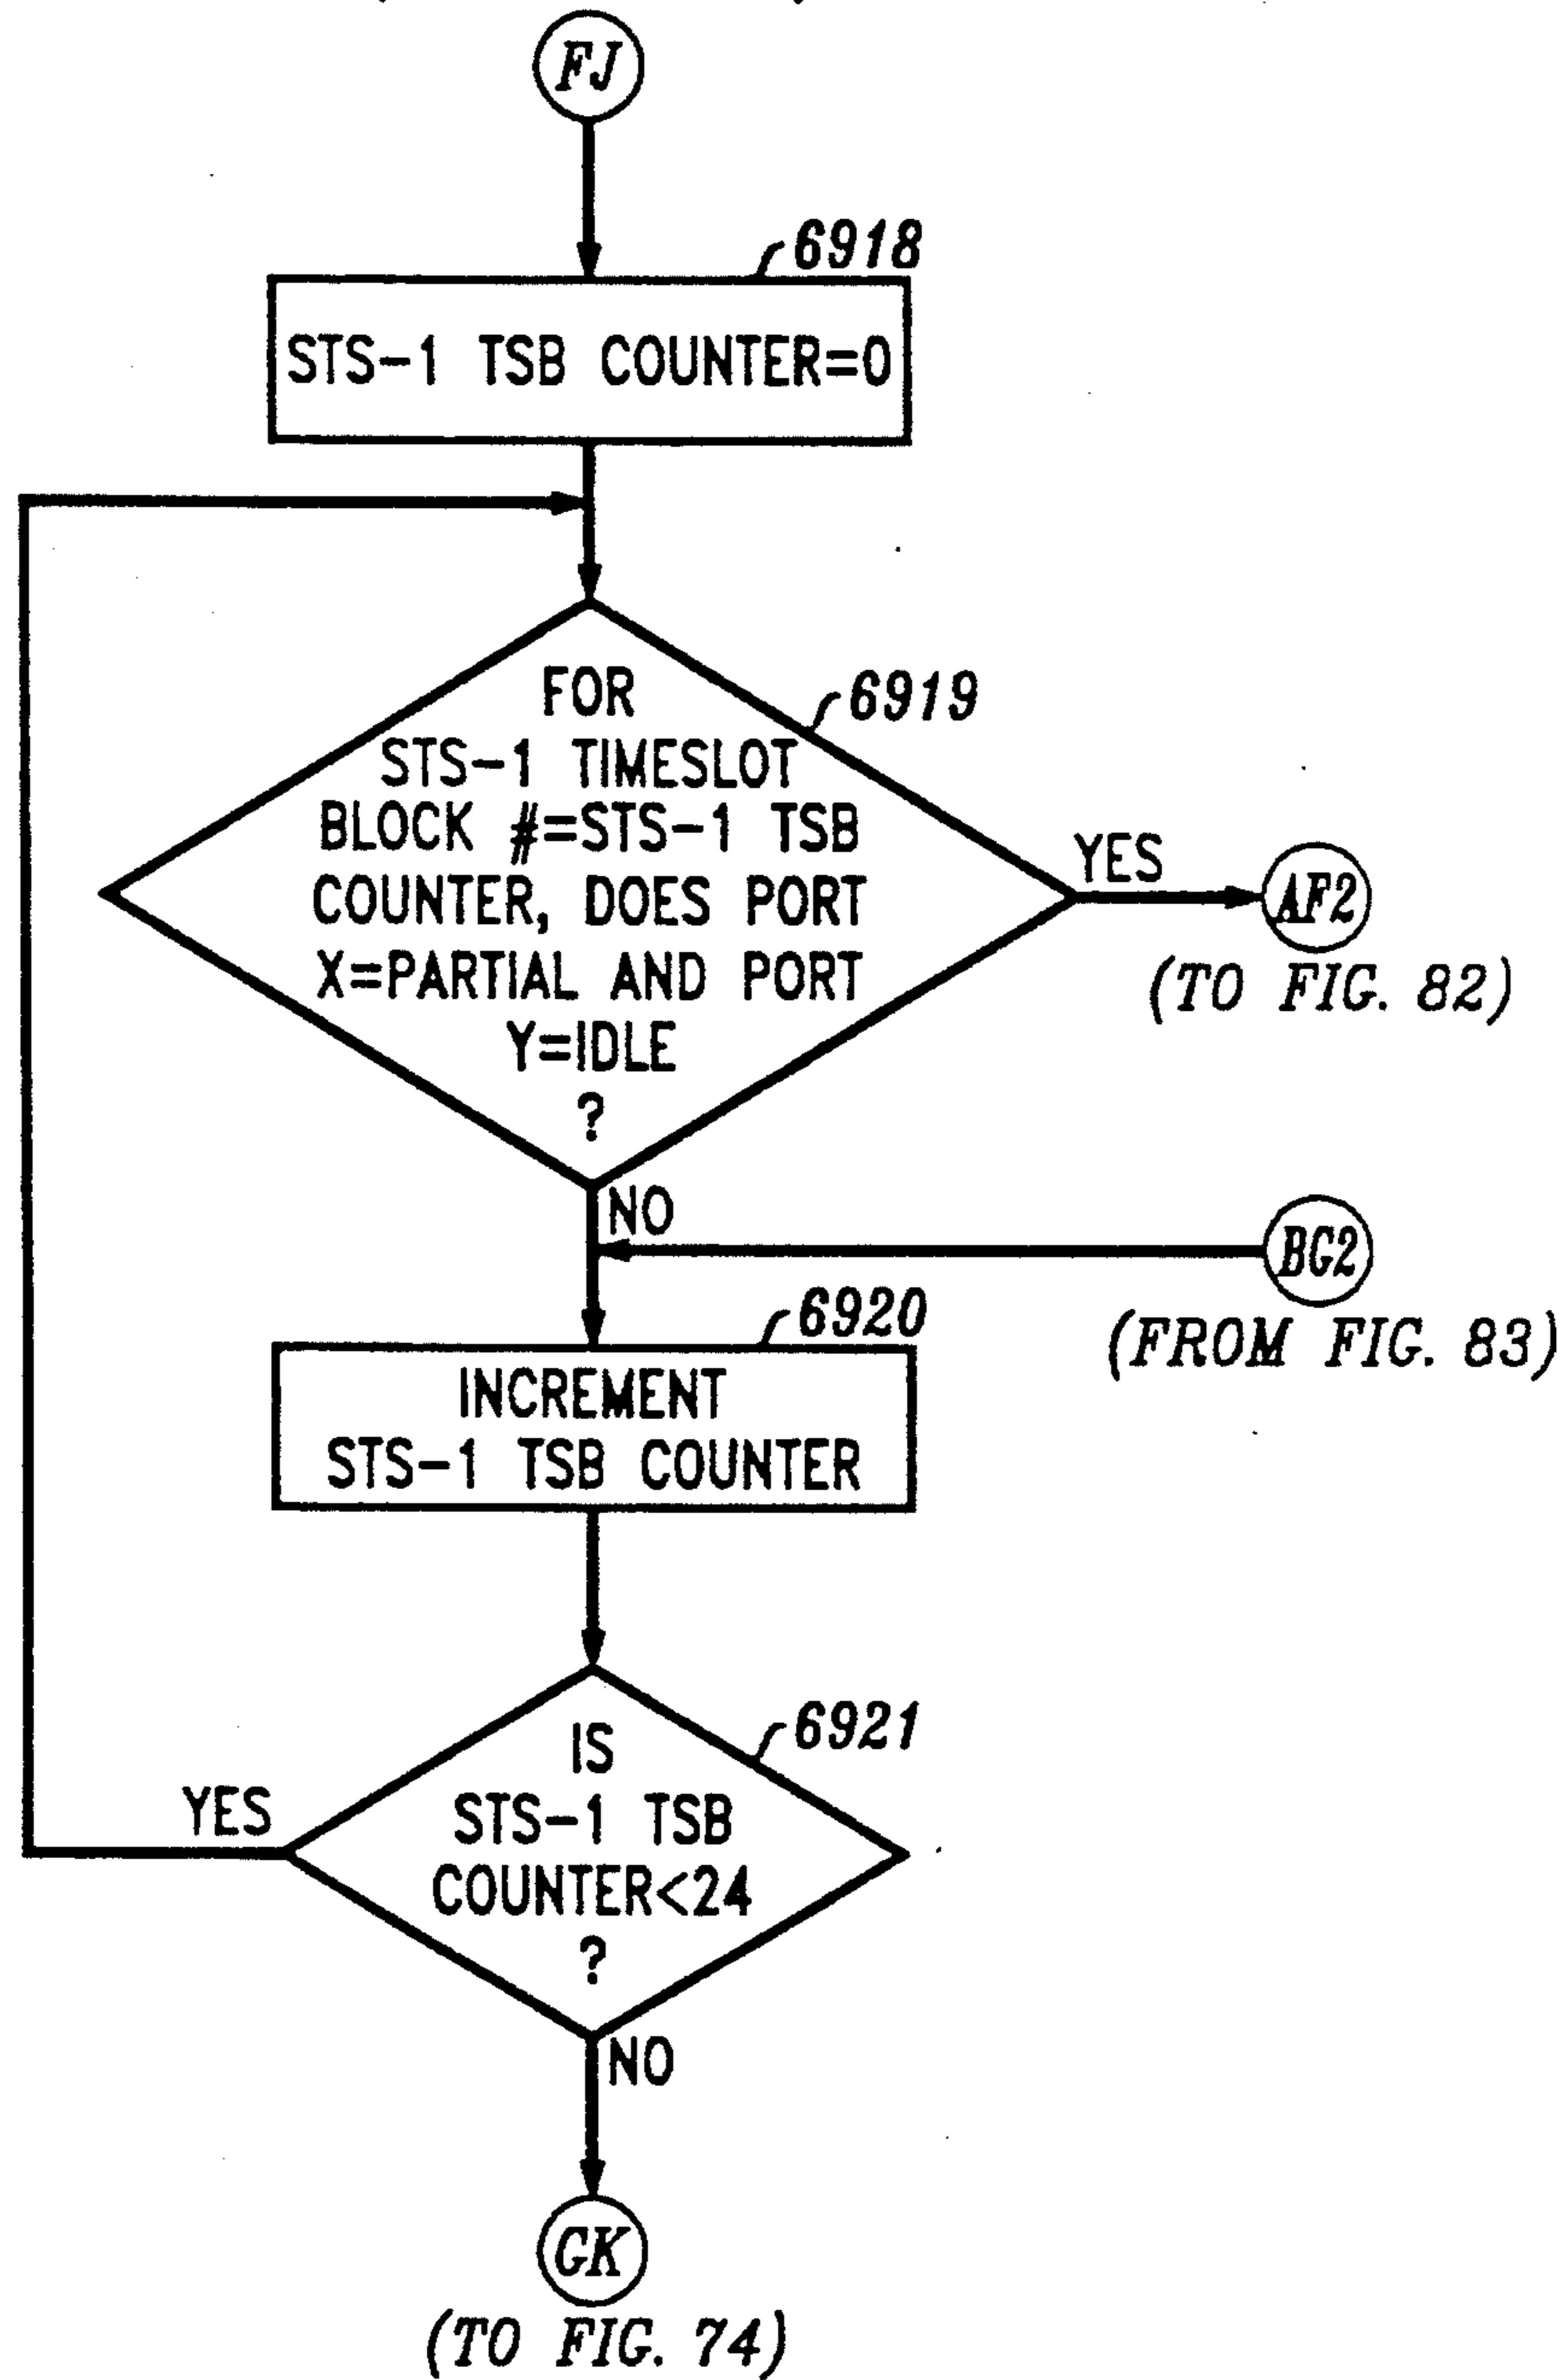 FJ
6918
STS-1 TSB COUNTER=0
FOR
6919
STS-1 TIMESLOT
BLOCK #=STS-1 TSB
COUNTER, DOES PORT
X=PARTIAL AND PORT
Y=IDLE
?
YES
AF2
(TO FIG. 82)
NO
BG2
(FROM FIG. 83)
6920
INCREMENT
STS-1 TSB COUNTER
6921
IS
STS-1 TSB
COUNTER<24
?
YES
NO
GK
(TO FIG. 74)